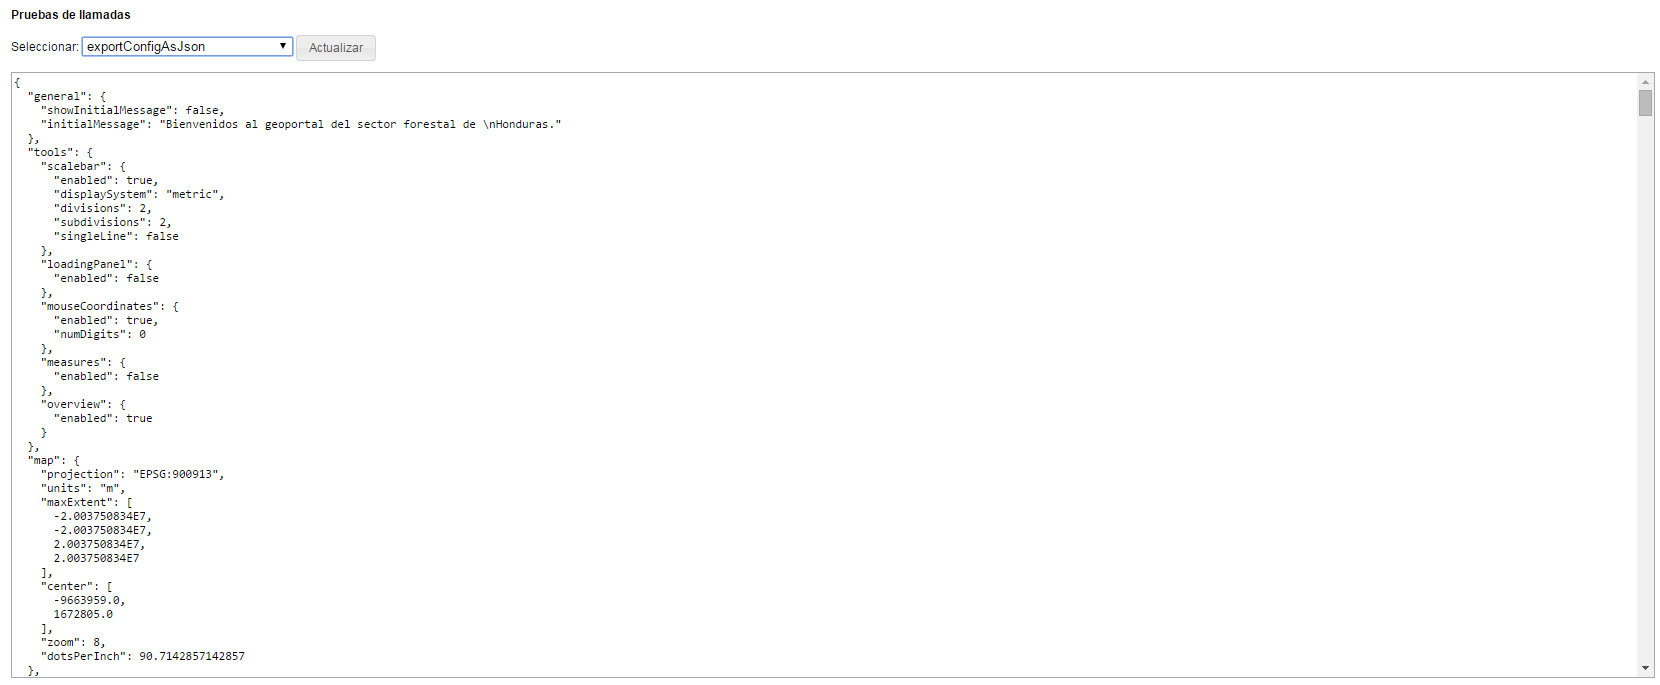 Pruebas de llamadas
Seleccionar: exportConfigAsJson Actualizar
{
  "general": {
    "showInitialMessage": false,
    "initialMessage": "Bienvenidos al geoportal del sector forestal de \nHonduras."
  },
  "tools": {
    "scalebar": {
      "enabled": true,
      "displaySystem": "metric",
      "divisions": 2,
      "subdivisions": 2,
      "singleLine": false
    },
    "loadingPanel": {
      "enabled": false
    },
    "mouseCoordinates": {
      "enabled": true,
      "numDigits": 0
    },
    "measures": {
      "enabled": false
    },
    "overview": {
      "enabled": true
    }
  },
  "map": {
    "projection": "EPSG:900913",
    "units": "m",
    "maxExtent": [
      -2.003750834E7,
      -2.003750834E7,
      2.003750834E7,
      2.003750834E7
    ],
    "center": [
      -9663959.0,
      1672805.0
    ],
    "zoom": 8,
    "dotsPerInch": 90.7142857142857
  },